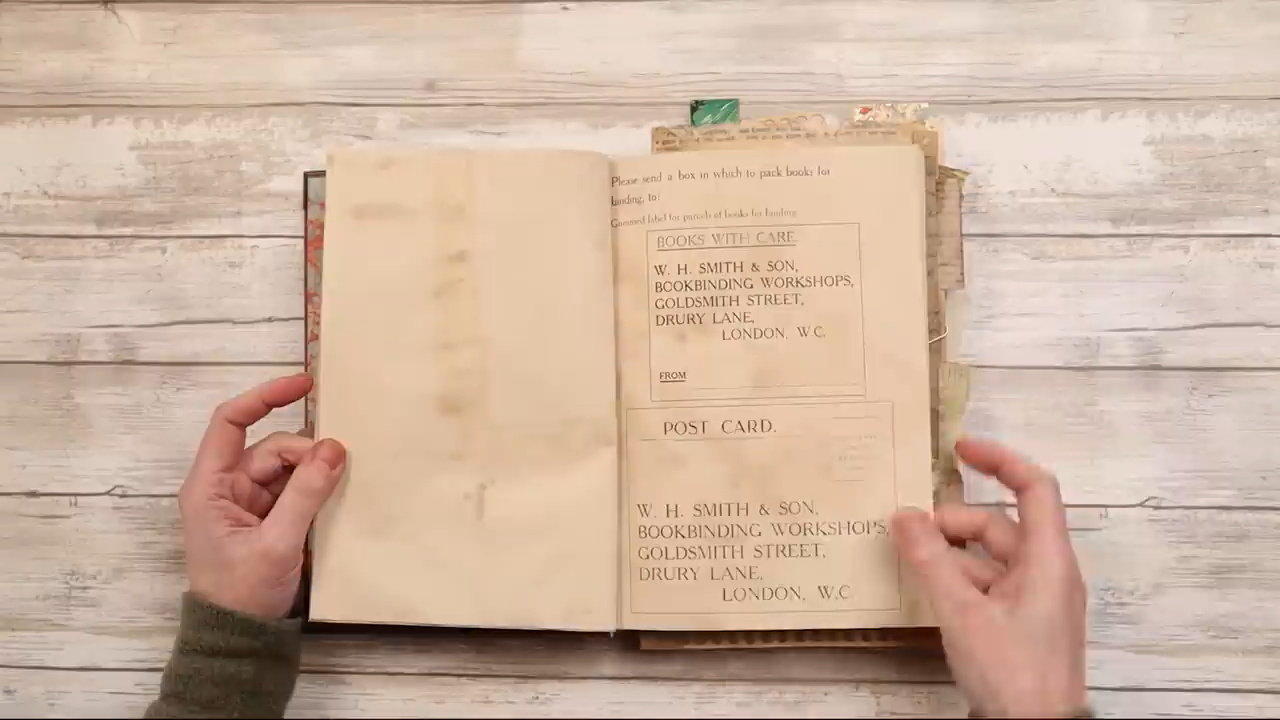 Please send a box in which to pack books for
binding, to:
Gummed label for parcels of books for binding
BOOKS WITH CARE.
W. H. SMITH & SON,
BOOKBINDING WORKSHOPS,
GOLDSMITH STREET,
DRURY LANE,
LONDON, W.C.
FROM
POST CARD.
W. H. SMITH & SON,
BOOKBINDING WORKSHOPS,
GOLDSMITH STREET,
DRURY LANE,
LONDON, W.C.